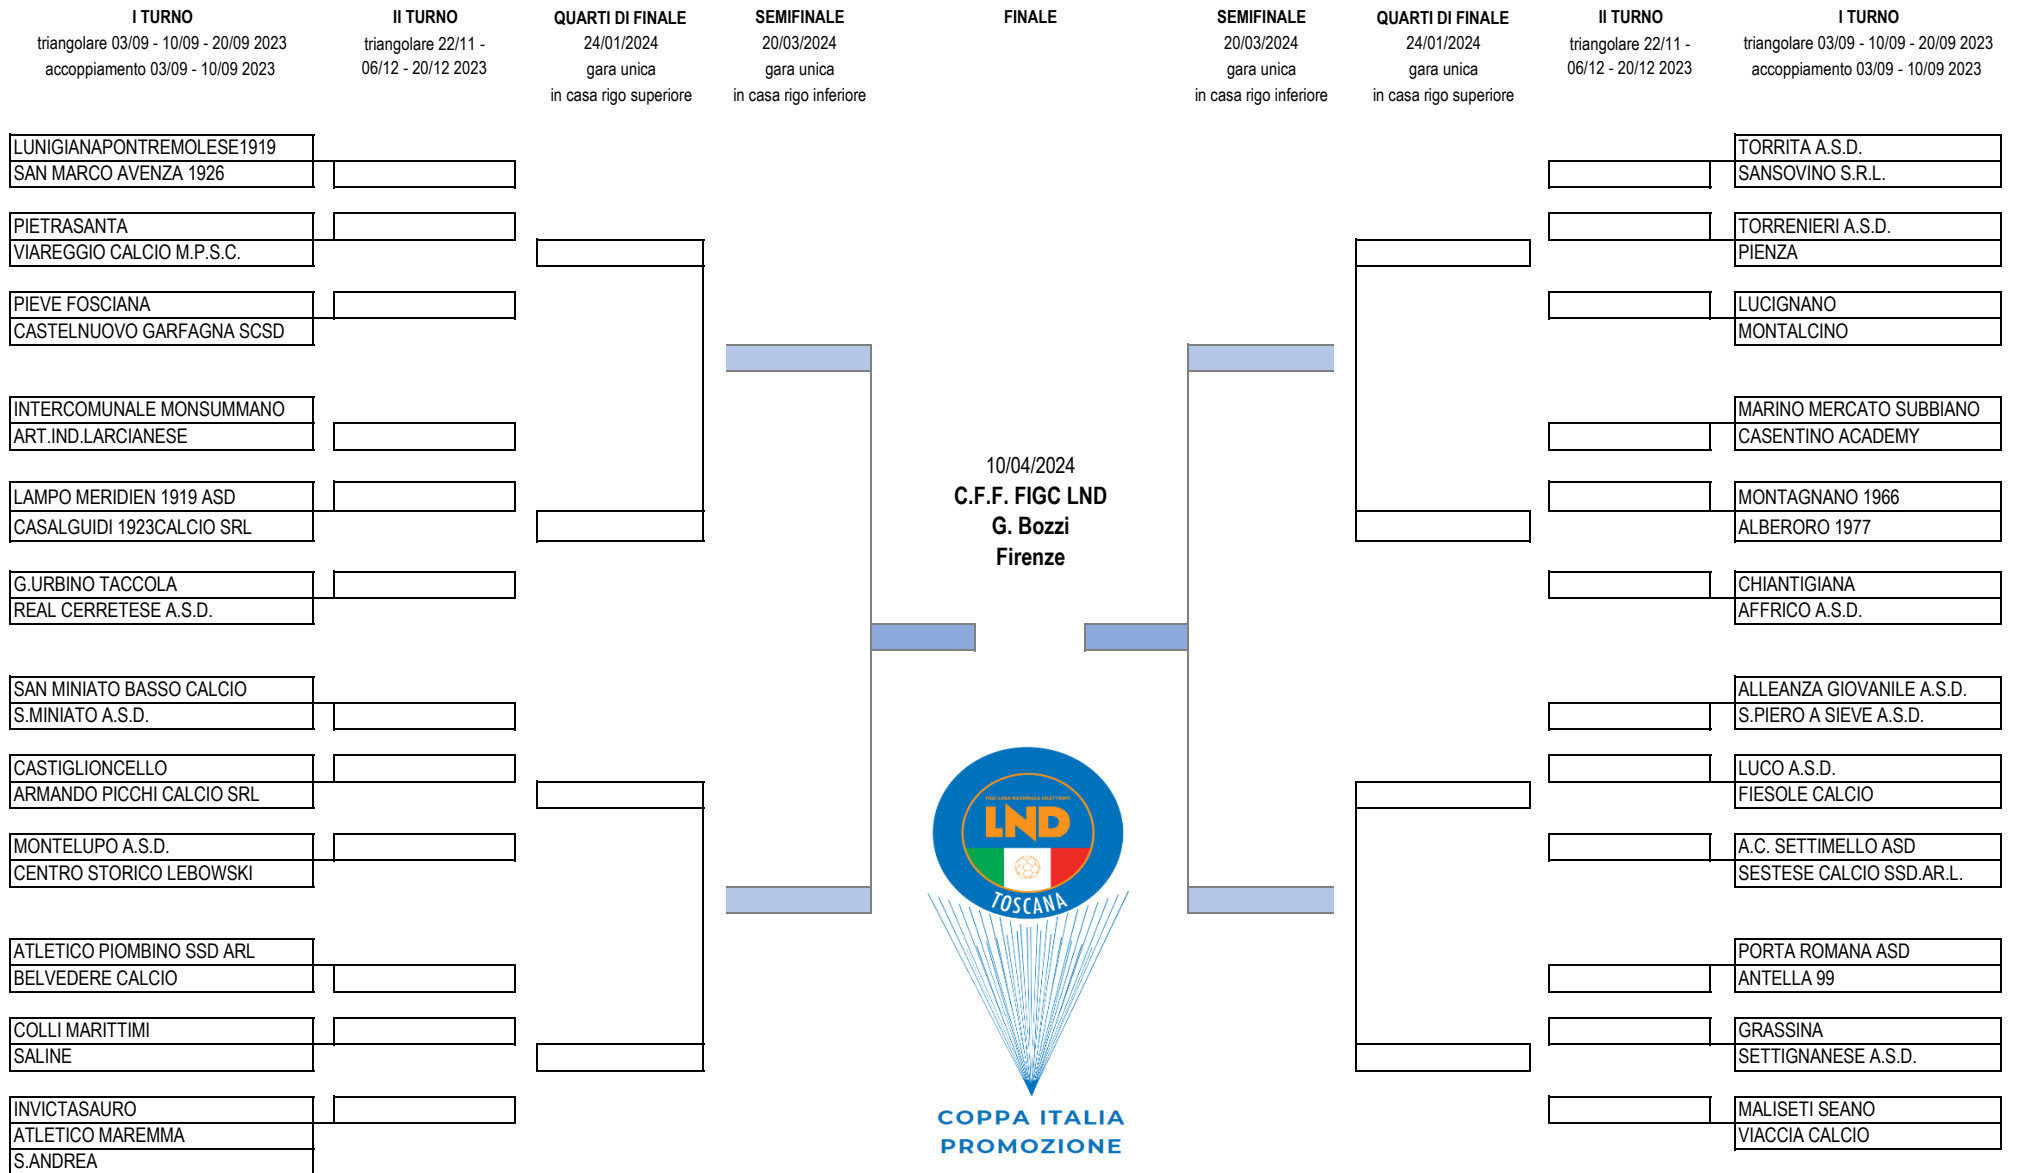 I TURNO
triangolare 03/09 - 10/09 - 20/09 2023
accoppiamento 03/09 - 10/09 2023
II TURNO
triangolare 22/11 -
06/12 - 20/12 2023
QUARTI DI FINALE
24/01/2024
gara unica
in casa rigo superiore
SEMIFINALE
20/03/2024
gara unica
in casa rigo inferiore
FINALE
SEMIFINALE
20/03/2024
gara unica
in casa rigo inferiore
QUARTI DI FINALE
24/01/2024
gara unica
in casa rigo superiore
II TURNO
triangolare 22/11 -
06/12 - 20/12 2023
I TURNO
triangolare 03/09 - 10/09 - 20/09 2023
accoppiamento 03/09 - 10/09 2023
LUNIGIANAPONTREMOLESE1919
SAN MARCO AVENZA 1926
PIETRASANTA
VIAREGGIO CALCIO M.P.S.C.
PIEVE FOSCIANA
CASTELNUOVO GARFAGNA SCSD
INTERCOMUNALE MONSUMMANO
ART.IND.LARCIANESE
LAMPO MERIDIEN 1919 ASD
CASALGUIDI 1923CALCIO SRL
G.URBINO TACCOLA
REAL CERRETESE A.S.D.
SAN MINIATO BASSO CALCIO
S.MINIATO A.S.D.
CASTIGLIONCELLO
ARMANDO PICCHI CALCIO SRL
MONTELUPO A.S.D.
CENTRO STORICO LEBOWSKI
ATLETICO PIOMBINO SSD ARL
BELVEDERE CALCIO
COLLI MARITTIMI
SALINE
INVICTASAURO
ATLETICO MAREMMA
S.ANDREA
10/04/2024
C.F.F. FIGC LND
G. Bozzi
Firenze
FIGC LEGA NAZIONALE DILETTANTI
LND
TOSCANA
COPPA ITALIA
PROMOZIONE
TORRITA A.S.D.
SANSOVINO S.R.L.
TORRENIERI A.S.D.
PIENZA
LUCIGNANO
MONTALCINO
MARINO MERCATO SUBBIANO
CASENTINO ACADEMY
MONTAGNANO 1966
ALBERORO 1977
CHIANTIGIANA
AFFRICO A.S.D.
ALLEANZA GIOVANILE A.S.D.
S.PIERO A SIEVE A.S.D.
LUCO A.S.D.
FIESOLE CALCIO
A.C. SETTIMELLO ASD
SESTESE CALCIO SSD.AR.L.
PORTA ROMANA ASD
ANTELLA 99
GRASSINA
SETTIGNANESE A.S.D.
MALISETI SEANO
VIACCIA CALCIO